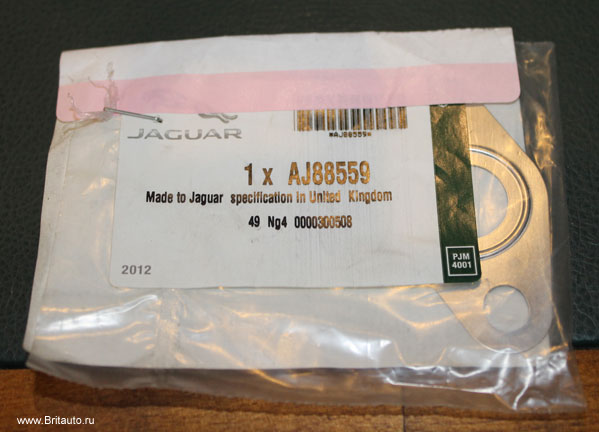 JAGUAR
*AJ88559*
1 x AJ88559
Made to Jaguar specification in United Kingdom
49 Ng4 0000300508
2012
PJM
4001
www.Britauto.ru